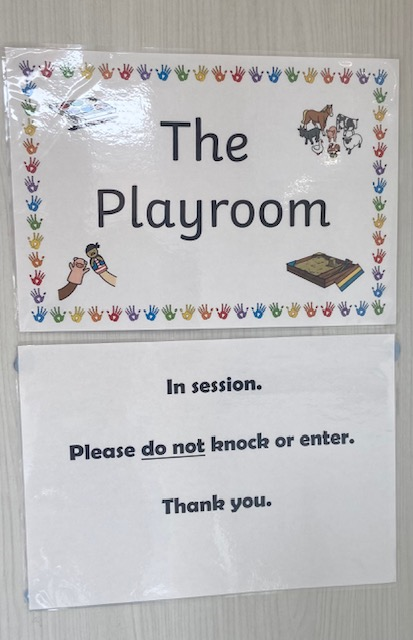 The
Playroom
In session.
Please do not knock or enter.
Thank you.